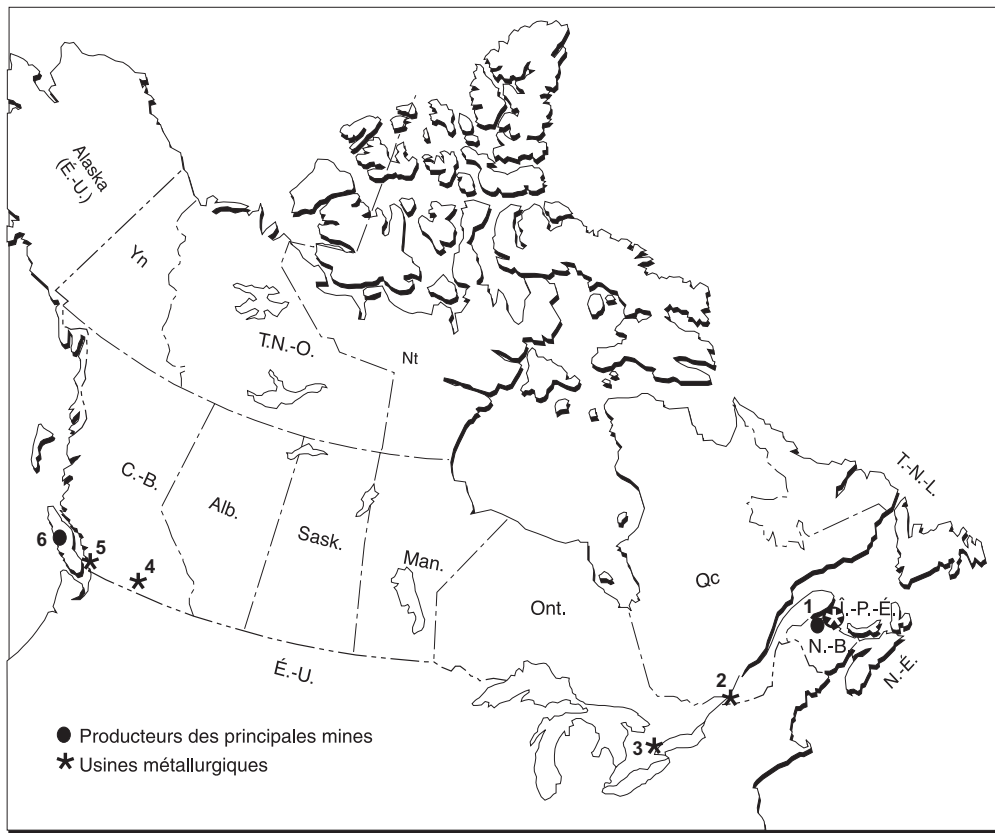 Alaska
(É.-U.)
Yn
T.N.-O.
Nt
C.-B.
Alb.
Sask.
Man.
Ont.
Qc
T.-N.-L.
6
5
4
1
Î.-P.-É.
N.-B.
N.-É.
É.-U.
2
3
Producteurs des principales mines
Usines métallurgiques